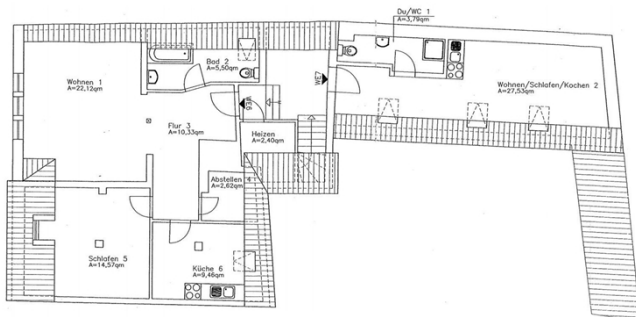 Du/WC 1
A=3,79qm
Wohnen 1
A=22,12qm
Bad 2
A=5,50qm
WE7
Wohnen/Schlafen/Kochen 2
A=27,53qm
WE6
Flur 3
A=10,33qm
Heizen
A=2,40qm
Abstellen 4
A=2,62qm
Schlafen 5
A=14,57qm
Küche 6
A=9,46qm